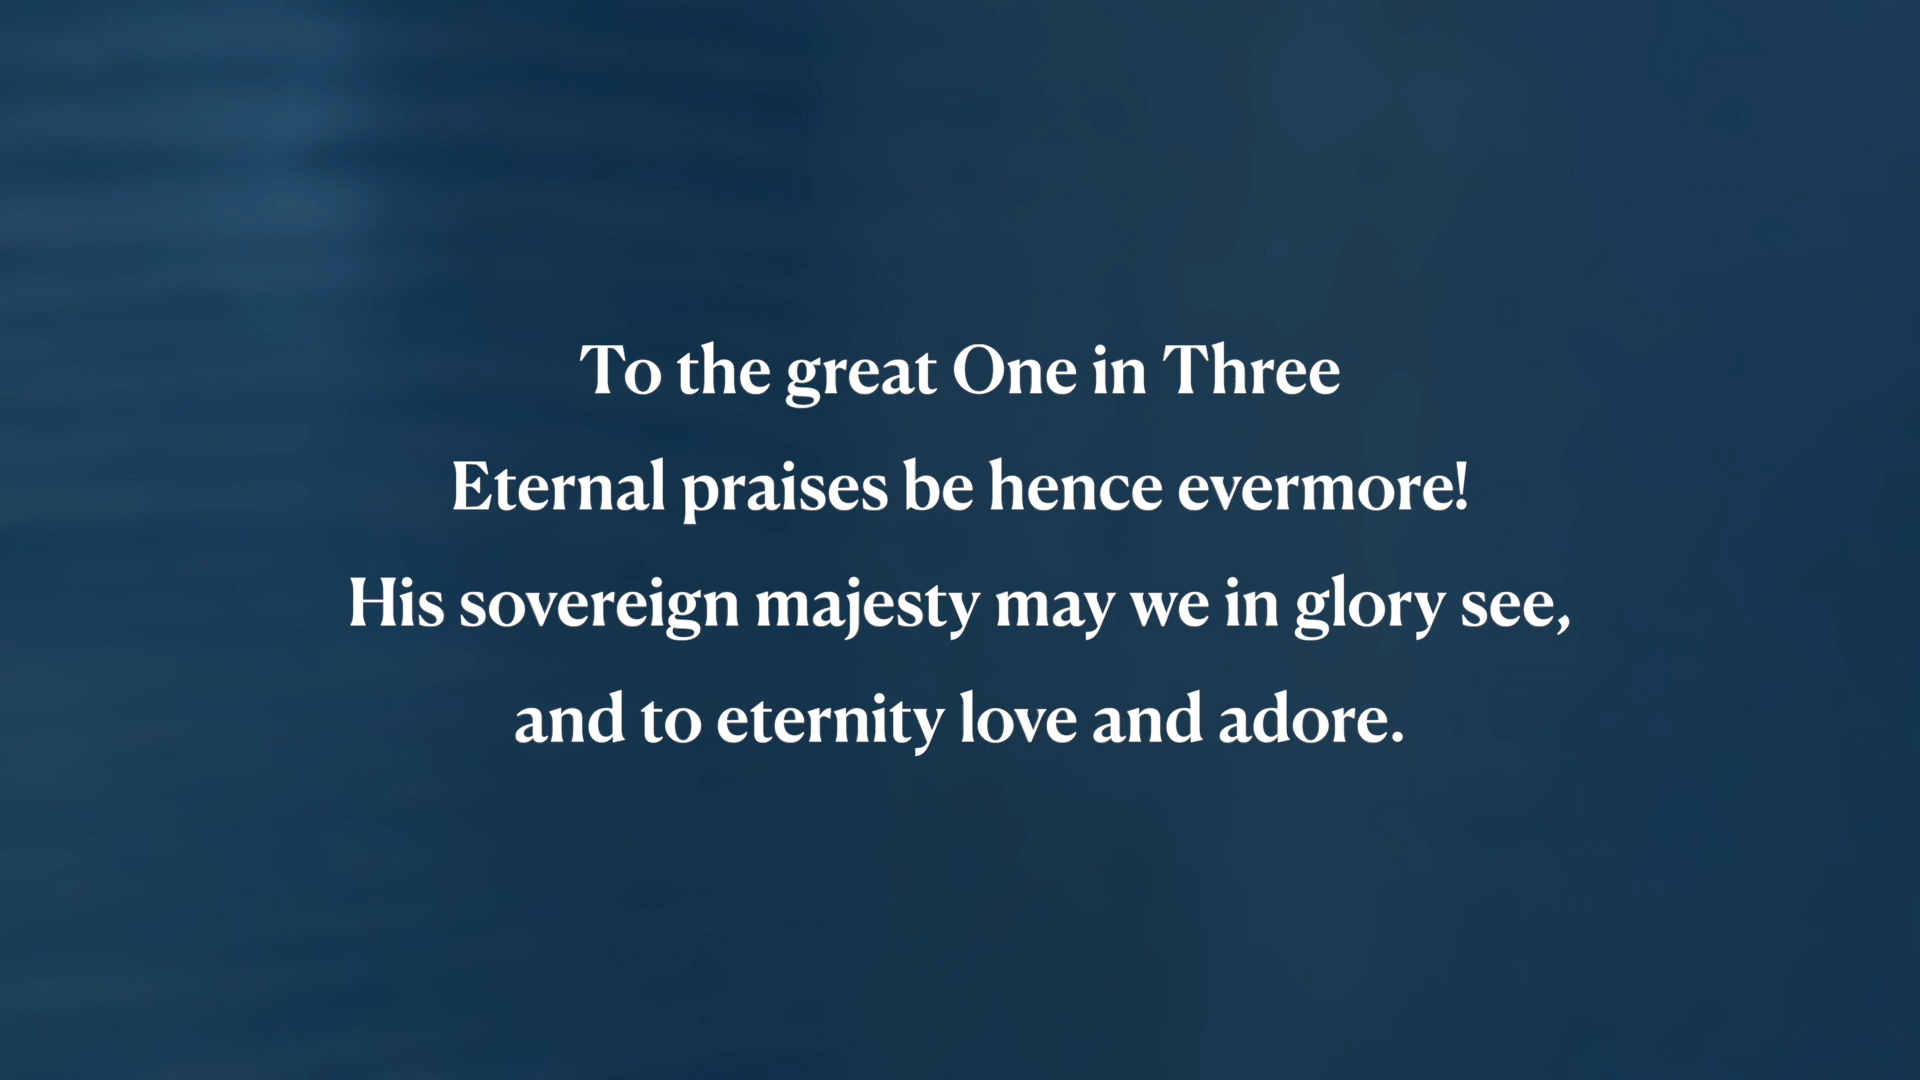 To the great One in Three
Eternal praises be hence evermore!
His sovereign majesty may we in glory see,
and to eternity love and adore.